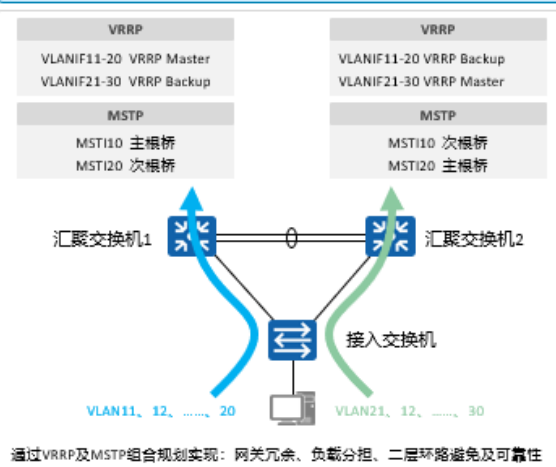 VRRP
VLANIF11-20 VRRP Master
VLANIF21-30 VRRP Backup
MSTP
MSTI10 主根桥
MSTI20 次根桥
VRRP
VLANIF11-20 VRRP Backup
VLANIF21-30 VRRP Master
MSTP
MSTI10 次根桥
MSTI20 主根桥
汇聚交换机1
汇聚交换机2
接入交换机
VLAN11、12、……、20
VLAN21、12、……、30
通过VRRP及MSTP组合规划实现：网关冗余、负载分担、二层环路避免及可靠性